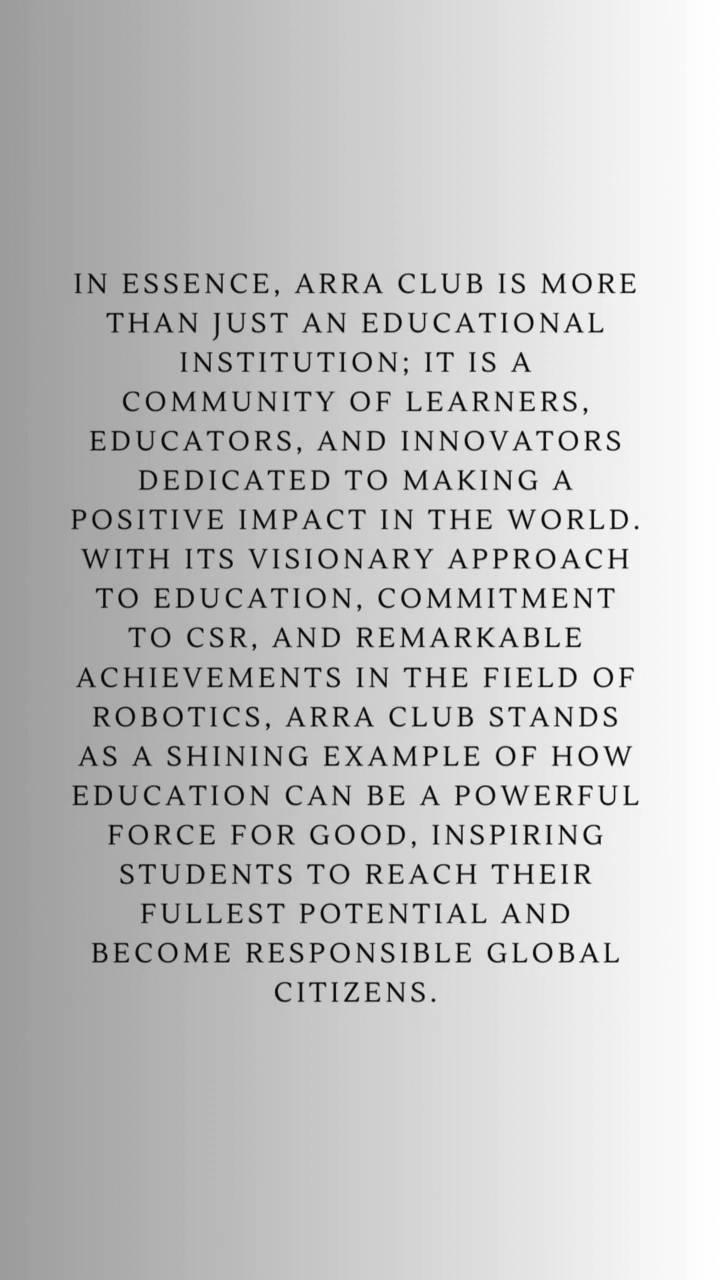 IN ESSENCE, ARRA CLUB IS MORE
THAN JUST AN EDUCATIONAL
INSTITUTION; IT IS A
COMMUNITY OF LEARNERS,
EDUCATORS, AND INNOVATORS
DEDICATED TO MAKING A
POSITIVE IMPACT IN THE WORLD.
WITH ITS VISIONARY APPROACH
TO EDUCATION, COMMITMENT
TO CSR, AND REMARKABLE
ACHIEVEMENTS IN THE FIELD OF
ROBOTICS, ARRA CLUB STANDS
AS A SHINING EXAMPLE OF HOW
EDUCATION CAN BE A POWERFUL
FORCE FOR GOOD, INSPIRING
STUDENTS TO REACH THEIR
FULLEST POTENTIAL AND
BECOME RESPONSIBLE GLOBAL
CITIZENS.